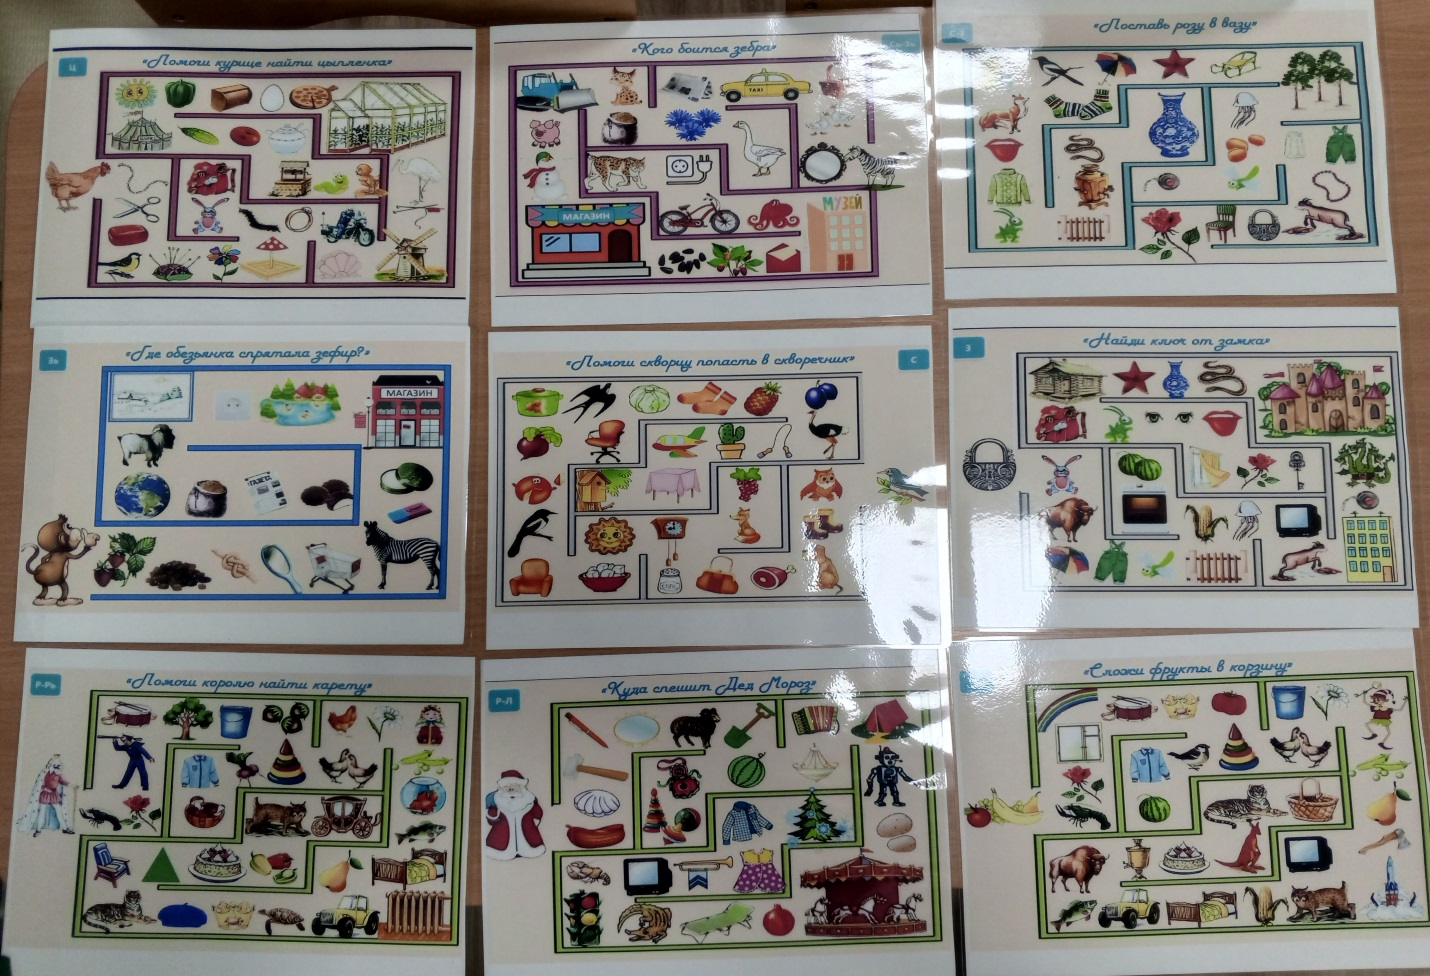 Ц
«Помоги курице найти цыпленка»
«Кого боится зебра»
TAXI
МАГАЗИН
МУЗЕЙ
С-З
«Поставь розу в вазу»
Зь
«Где обезьянка спрятала зефир?»
МАГАЗИН
ГАЗЕТА
«Помоги скворцу попасть в скворечник»
С
З
«Найди ключ от замка»
Р-Рь
«Помоги королю найти карету»
Р-Л
«Куда спешит Дед Мороз»
«Сложи фрукты в корзину»